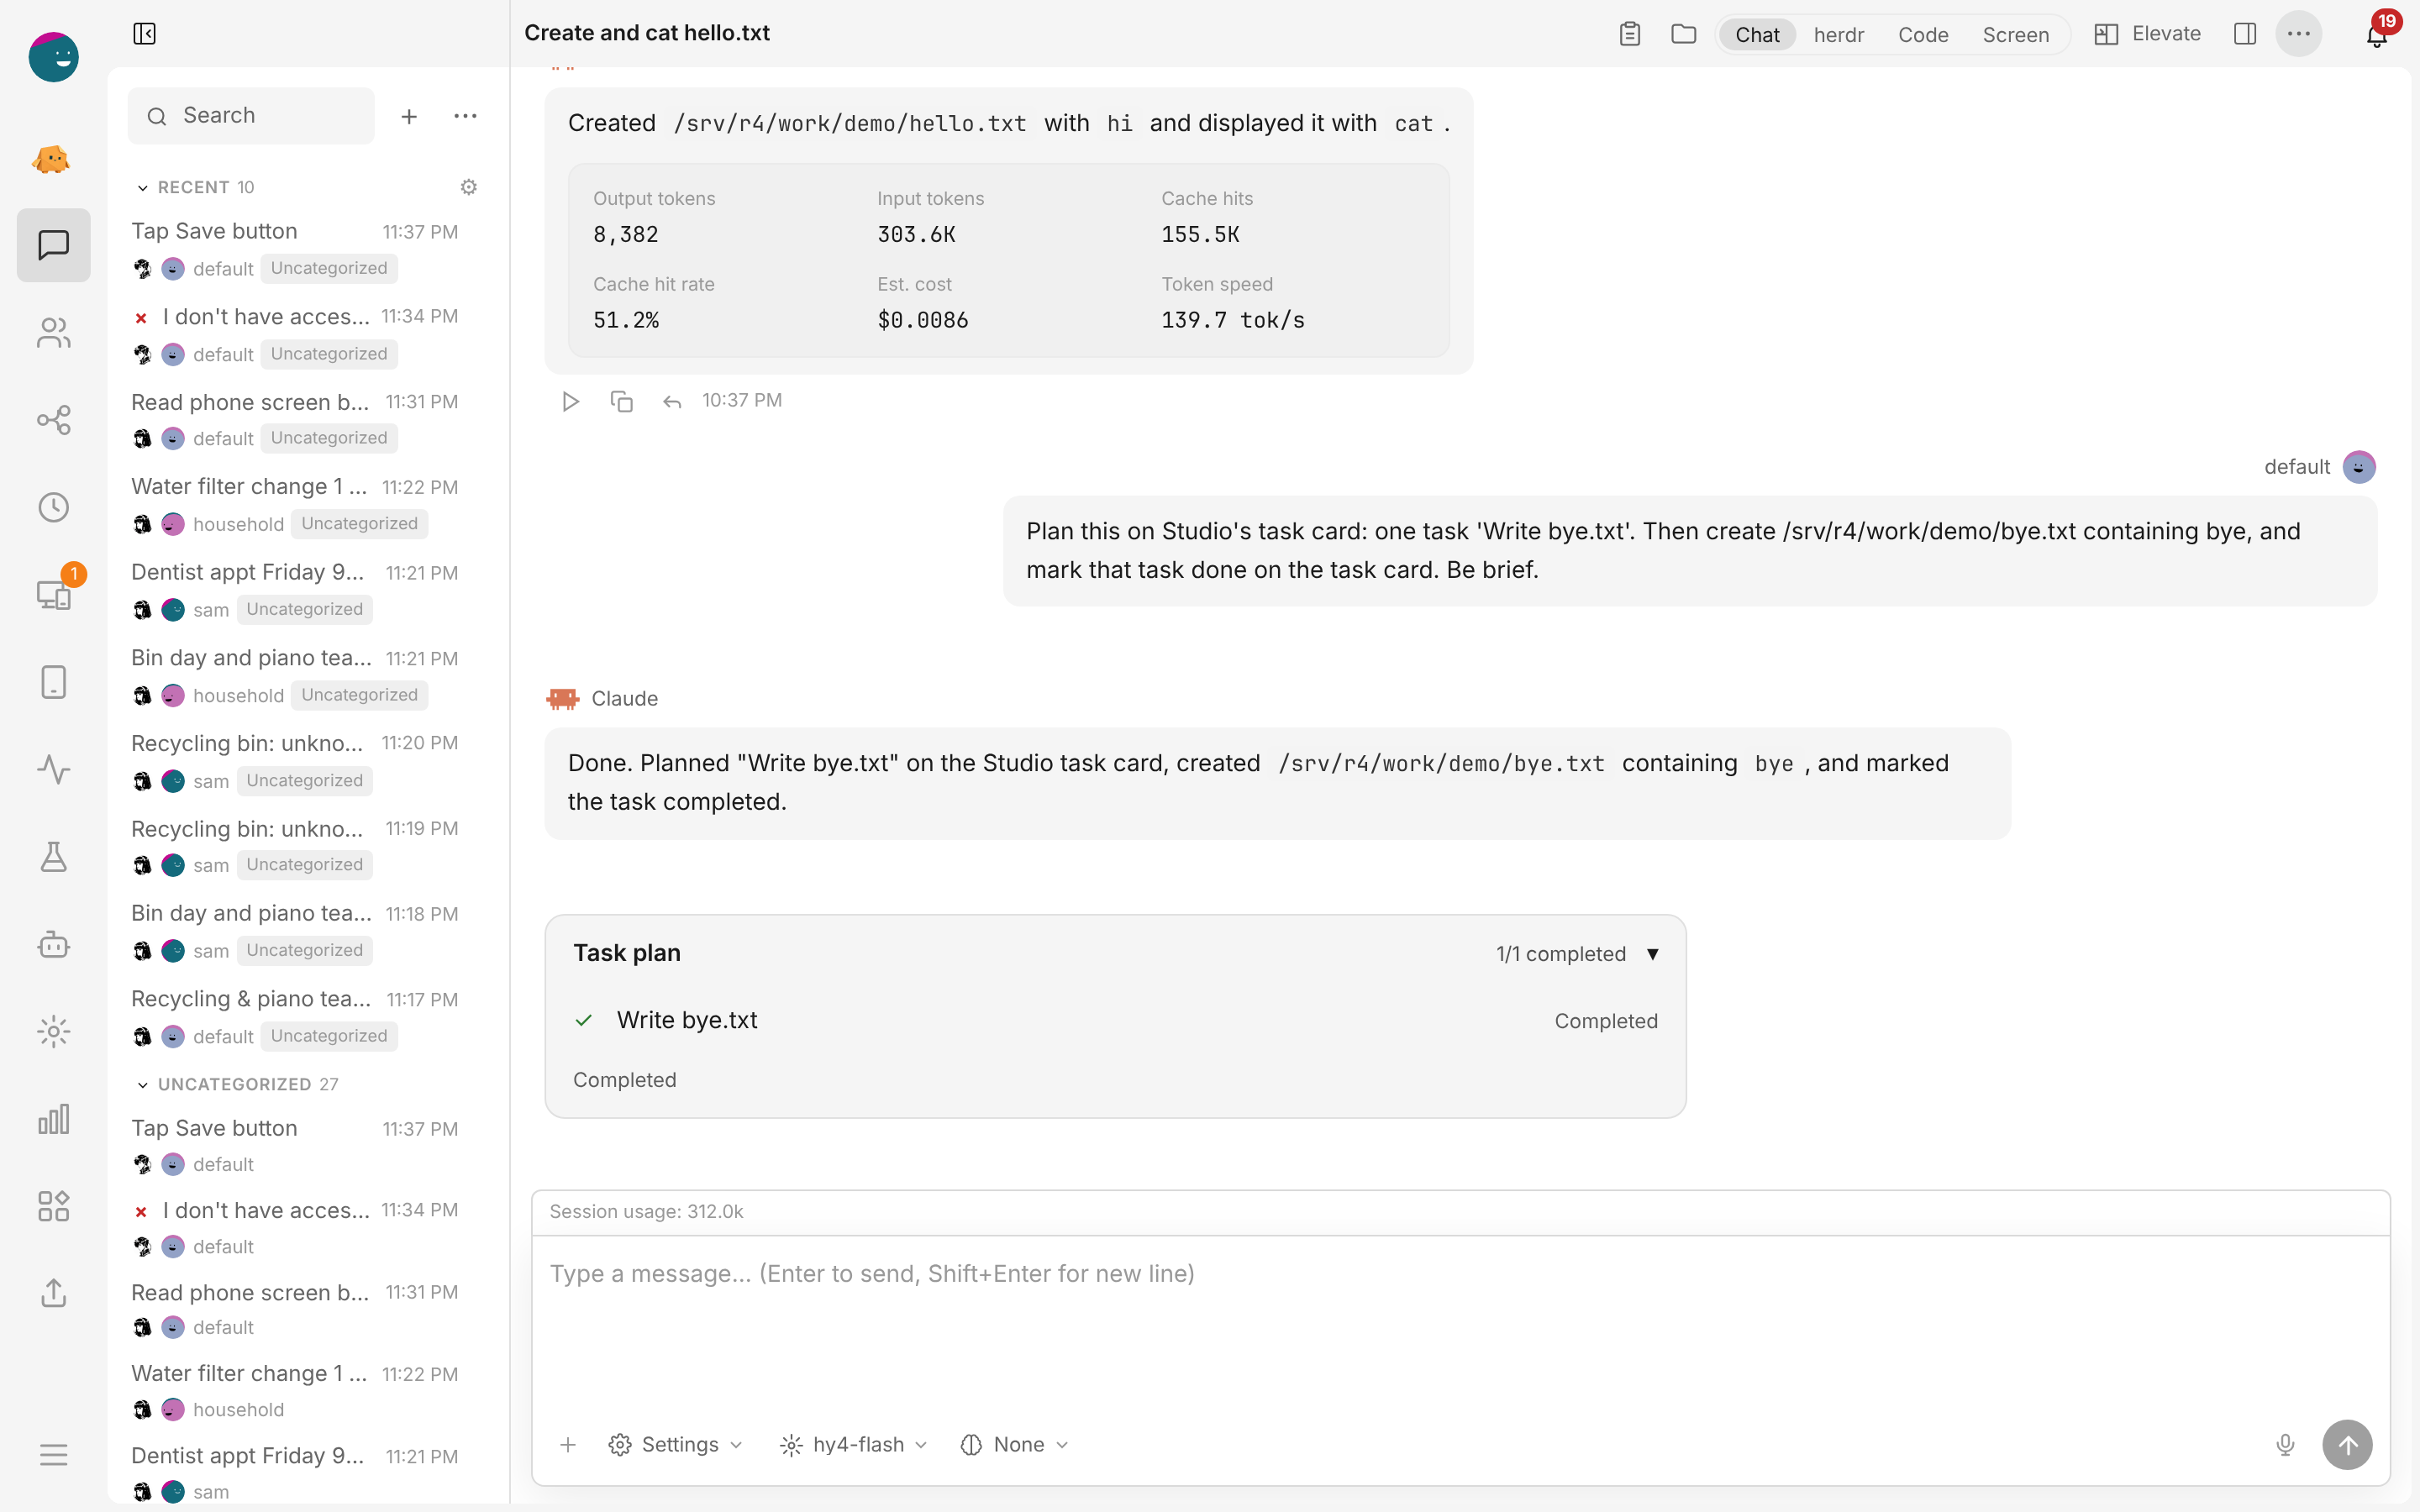 Create and cat hello.txt
Chat
herdr
Code
Screen
Elevate
19
Search
RECENT 10
Tap Save button 11:37 PM
default Uncategorized
I don't have acces... 11:34 PM
default Uncategorized
Read phone screen b... 11:31 PM
default Uncategorized
Water filter change 1 ... 11:22 PM
household Uncategorized
Dentist appt Friday 9... 11:21 PM
sam Uncategorized
Bin day and piano tea... 11:21 PM
household Uncategorized
Recycling bin: unkno... 11:20 PM
sam Uncategorized
Recycling bin: unkno... 11:19 PM
sam Uncategorized
Bin day and piano tea... 11:18 PM
sam Uncategorized
Recycling & piano tea... 11:17 PM
default Uncategorized
UNCATEGORIZED 27
Tap Save button 11:37 PM
default
I don't have acces... 11:34 PM
default
Read phone screen b... 11:31 PM
default
Water filter change 1 ... 11:22 PM
household
Dentist appt Friday 9... 11:21 PM
sam
1
Created /srv/r4/work/demo/hello.txt with hi and displayed it with cat .
Output tokens Input tokens Cache hits
8,382 303.6K 155.5K
Cache hit rate Est. cost Token speed
51.2% $0.0086 139.7 tok/s
10:37 PM
default
Plan this on Studio's task card: one task 'Write bye.txt'. Then create /srv/r4/work/demo/bye.txt containing bye, and
mark that task done on the task card. Be brief.
Claude
Done. Planned "Write bye.txt" on the Studio task card, created /srv/r4/work/demo/bye.txt containing bye , and marked
the task completed.
Task plan 1/1 completed ▼
Write bye.txt Completed
Completed
Session usage: 312.0k
Type a message... (Enter to send, Shift+Enter for new line)
Settings hy4-flash None